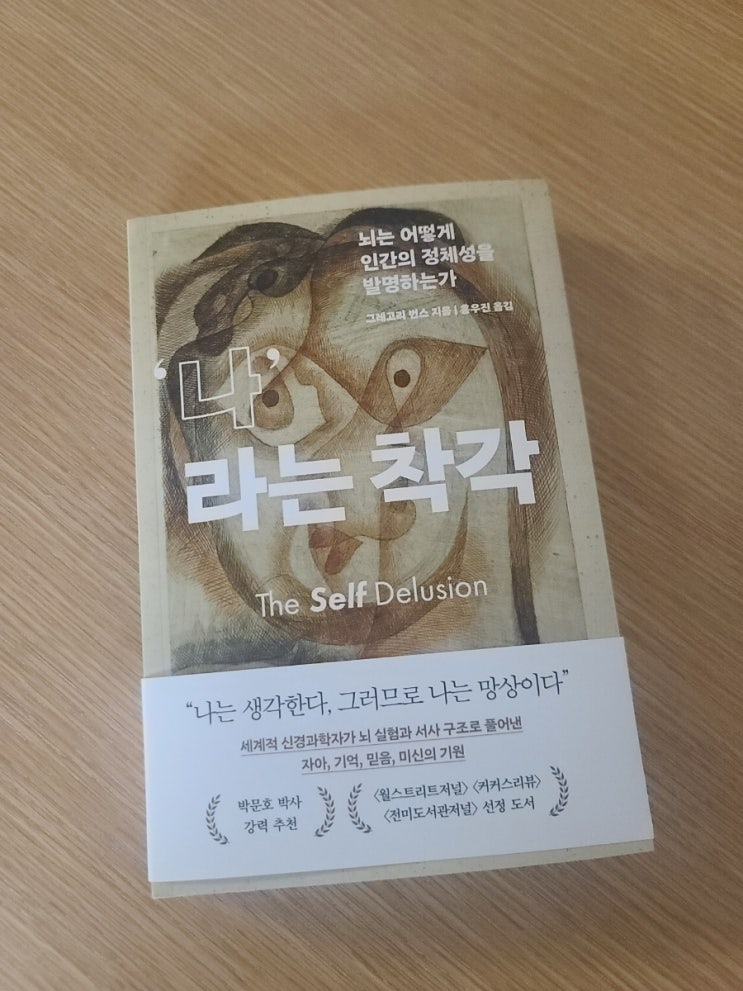 뇌는 어떻게
인간의 정체성을
발명하는가
그레고리 번스 지음 | 홍우진 옮김
‘나’
라는 착각
The Self Delusion
“나는 생각한다, 그러므로 나는 망상이다”
세계적 신경과학자가 뇌 실험과 서사 구조로 풀어낸
자아, 기억, 믿음, 미신의 기원
박문호 박사
강력 추천
〈월스트리트저널〉 〈커커스리뷰〉
〈전미도서관저널〉 선정 도서